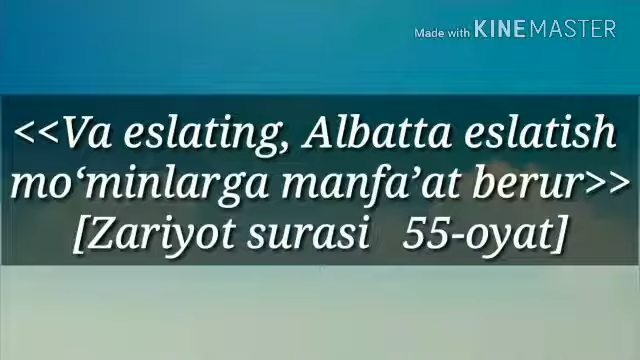 Made with KINEMASTER
<<Va eslating, Albatta eslatish
mo‘minlarga manfa’at berur>>
[Zariyot surasi 55-oyat]